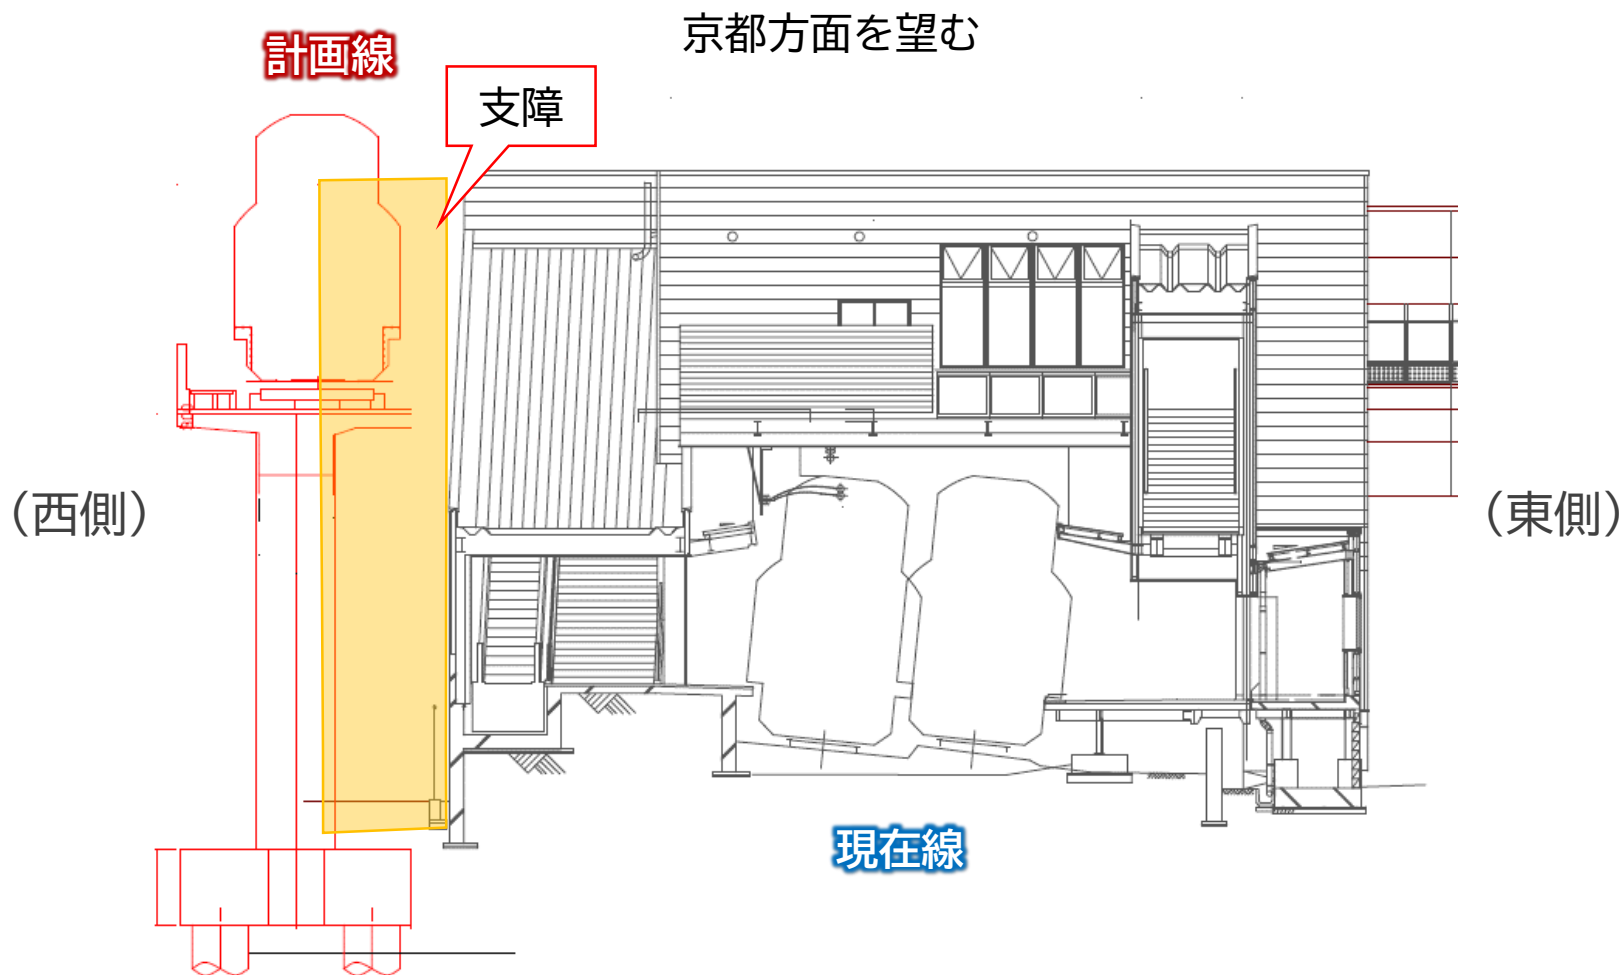 京都方面を望む
計画線
支障
（西側）
（東側）
現在線